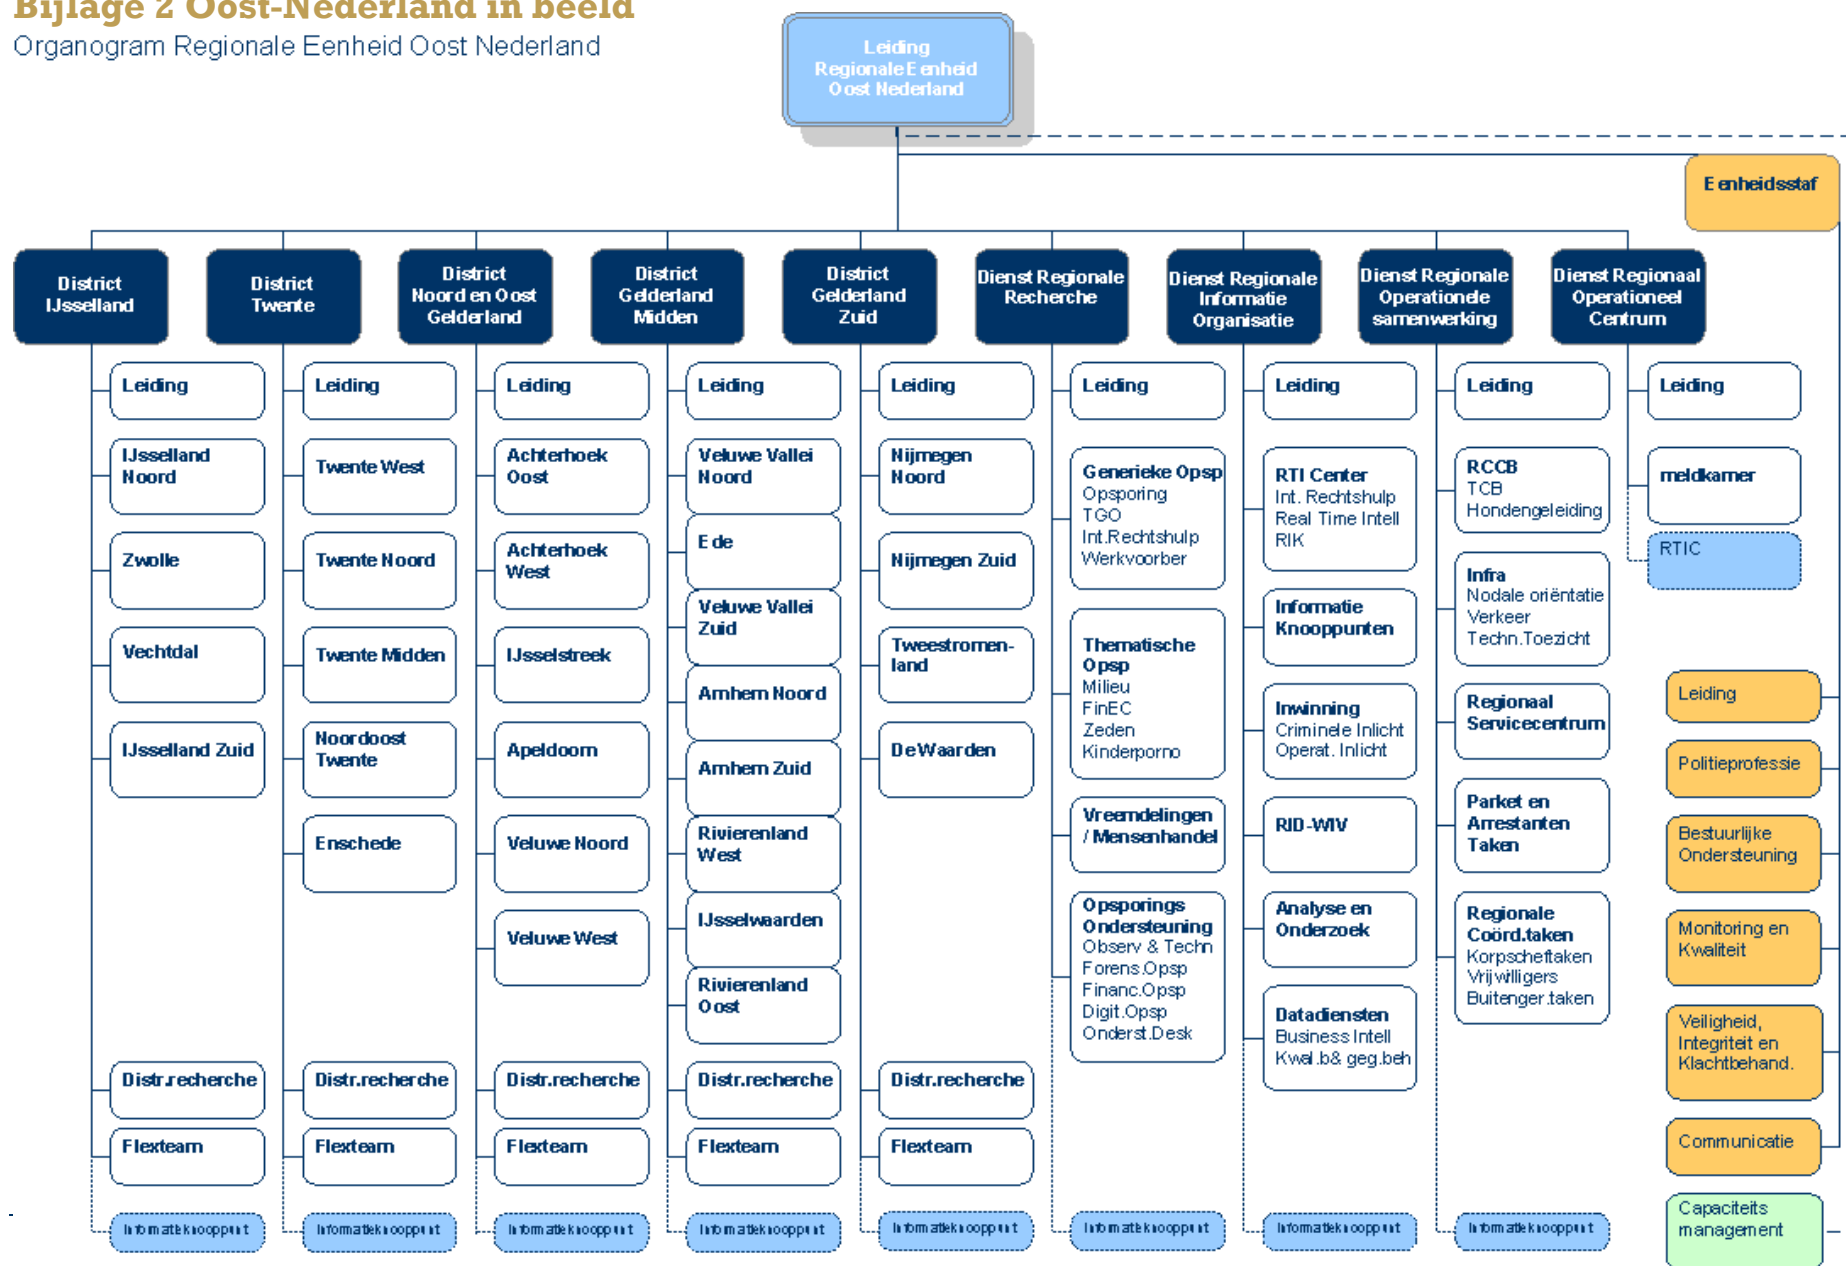 Bijlage 2 Oost-Nederland in beeld
Organogram Regionale Eenheid Oost Nederland
Leiding
Regionale Eenheid
Oost Nederland
Eenheidsstaf
District
IJsselland
District
Twente
District
Noord en Oost
Gelderland
District
Gelderland
Midden
District
Gelderland
Zuid
Dienst Regionale
Recherche
Dienst Regionale
Informatie
Organisatie
Dienst Regionale
Operationele
samenwerking
Dienst Regionaal
Operationeel
Centrum
Leiding
IJsselland
Noord
Zwolle
Vechtdal
IJsselland Zuid
Distr.recherche
Flexteam
Informatieknooppunt
Leiding
Twente West
Twente Noord
Twente Midden
Noordoost
Twente
Enschede
Distr.recherche
Flexteam
Informatieknooppunt
Leiding
Achterhoek
Oost
Achterhoek
West
IJsselstreek
Apeldoorn
Veluwe Noord
Veluwe West
Distr.recherche
Flexteam
Informatieknooppunt
Leiding
Veluwe Vallei
Noord
Ede
Veluwe Vallei
Zuid
Arnhem Noord
Arnhem Zuid
Rivierenland
West
IJsselwaarden
Rivierenland
Oost
Distr.recherche
Flexteam
Informatieknooppunt
Leiding
Nijmegen
Noord
Nijmegen Zuid
Tweestromen-
land
De Waarden
Distr.recherche
Flexteam
Informatieknooppunt
Leiding
Generieke Opsp
Opsporing
TGO
Int.Rechtshulp
Werkvoorber
Thematische
Opsp
Milieu
FinEC
Zeden
Kinderporno
Vreemdelingen
/ Mensenhandel
Opsporings
Ondersteuning
Observ & Techn
Forens.Opsp
Financ.Opsp
Digit.Opsp
Onderst.Desk
Informatieknooppunt
Leiding
RTI Center
Int. Rechtshulp
Real Time Intell
RIK
Informatie
Knooppunten
Inwinning
Criminele Inlicht
Operat. Inlicht
RID-WIV
Analyse en
Onderzoek
Datadiensten
Business Intell
Kwal.b& geg.beh
Informatieknooppunt
Leiding
RCCB
TCB
Hondengeleiding
Infra
Nodale oriëntatie
Verkeer
Techn.Toezicht
Regionaal
Servicecentrum
Parket en
Arrestanten
Taken
Regionale
Coörd.taken
Korpscheftaken
Vrijwilligers
Buitenger.taken
Informatieknooppunt
Leiding
meldkamer
RTIC
Leiding
Politieprofessie
Bestuurlijke
Ondersteuning
Monitoring en
Kwaliteit
Veiligheid,
Integriteit en
Klachtbehand.
Communicatie
Capaciteits
management